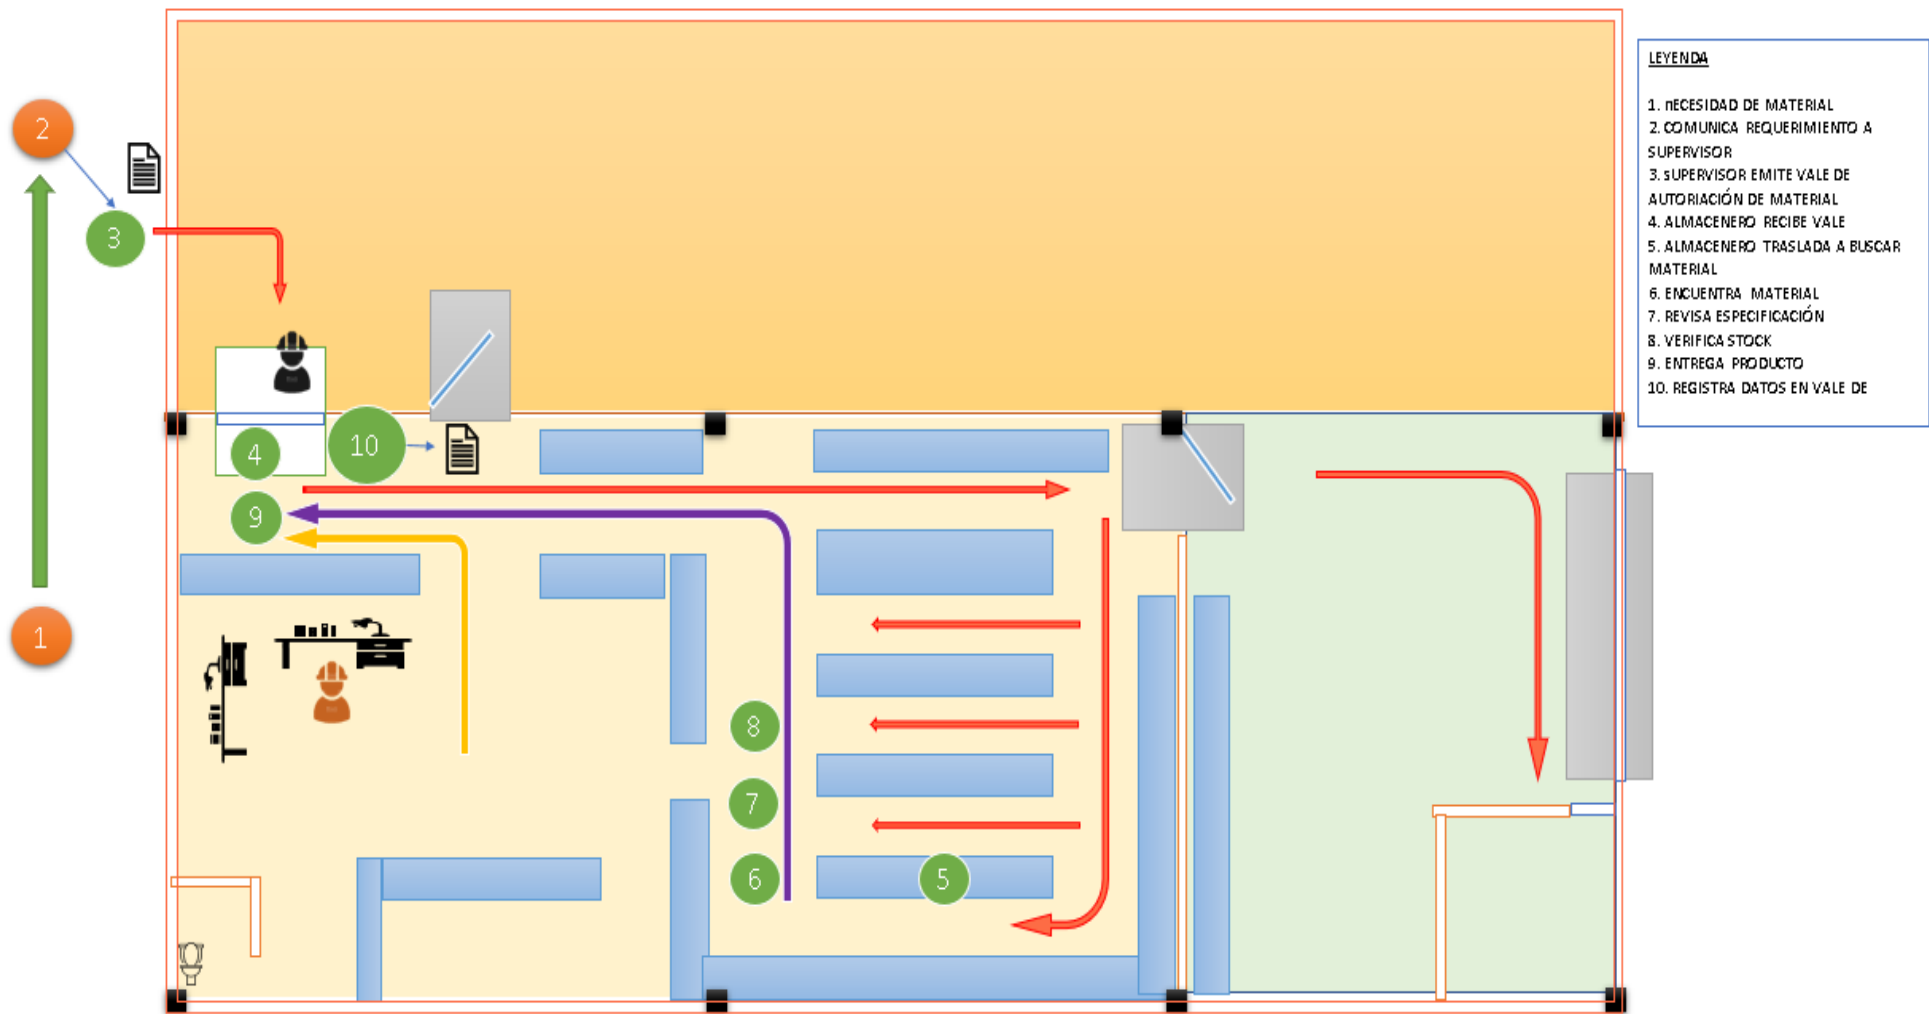 2
3
1
4
10
9
8
7
6
5
LEYENDA
1. nECESIDAD DE MATERIAL
2. COMUNICA REQUERIMIENTO A
SUPERVISOR
3. sUPERVISOR EMITE VALE DE
AUTORIACIÓN DE MATERIAL
4. ALMACENERO RECIBE VALE
5. ALMACENERO TRASLADA A BUSCAR
MATERIAL
6. ENCUENTRA MATERIAL
7. REVISA ESPECIFICACIÓN
8. VERIFICA STOCK
9. ENTREGA PRODUCTO
10. REGISTRA DATOS EN VALE DE